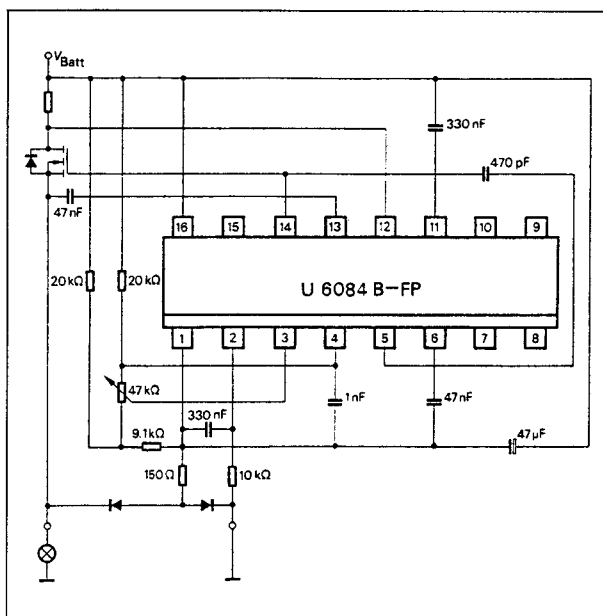 VBatt
330 nF
470 pF
47 nF
16 15 14 13 12 11 10 9
20 kΩ
20 kΩ
U 6084 B-FP
1 2 3 4 5 6 7 8
47 kΩ
330 nF
1 nF
47 nF
9.1 kΩ
47 µF
150 Ω
10 kΩ